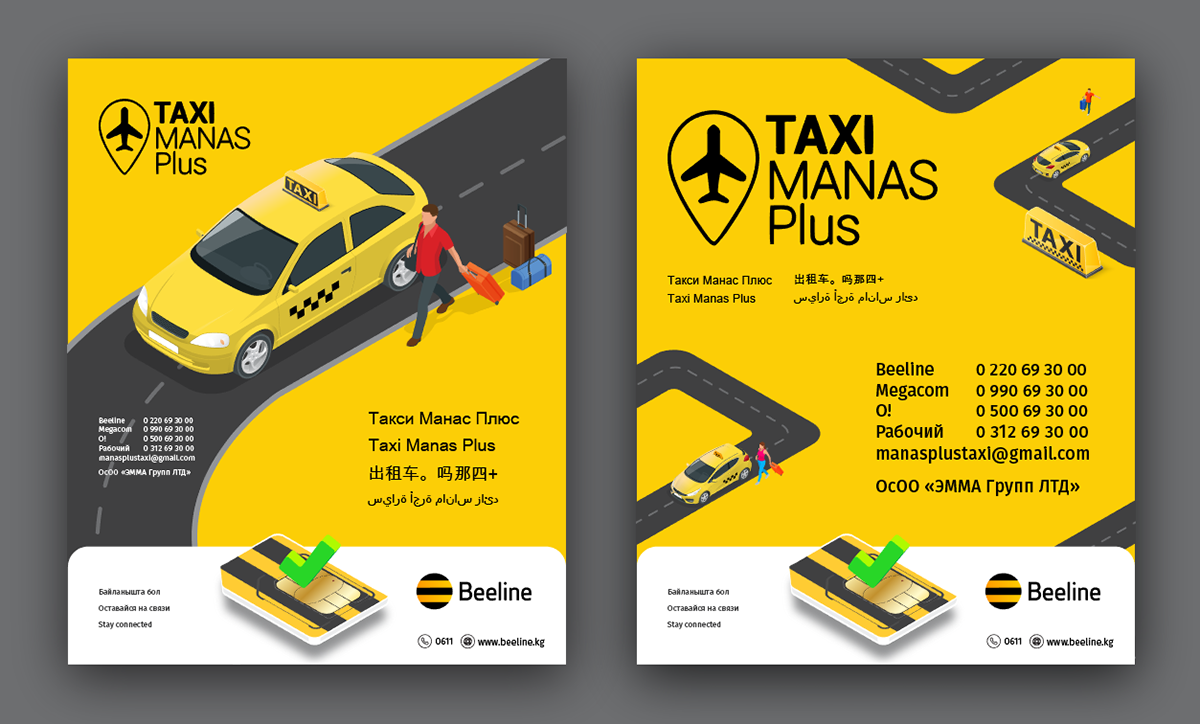 TAXI
MANAS
Plus
TAXI
Beeline 0 220 69 30 00
Megacom 0 990 69 30 00
O! 0 500 69 30 00
Рабочий 0 312 69 30 00
manasplustaxi@gmail.com
ОсОО «ЭММА Групп ЛТД»
Такси Манас Плюс
Taxi Manas Plus
出租车。吗那四+
سيارة أجرة ماناس زائد
Байланышта бол
Оставайся на связи
Stay connected
Beeline
0611 www.beeline.kg
TAXI
MANAS
Plus
TAXI
Такси Манас Плюс 出租车。吗那四+
Taxi Manas Plus سيارة أجرة ماناس زائد
Beeline 0 220 69 30 00
Megacom 0 990 69 30 00
O! 0 500 69 30 00
Рабочий 0 312 69 30 00
manasplustaxi@gmail.com
ОсОО «ЭММА Групп ЛТД»
Байланышта бол
Оставайся на связи
Stay connected
Beeline
0611 www.beeline.kg